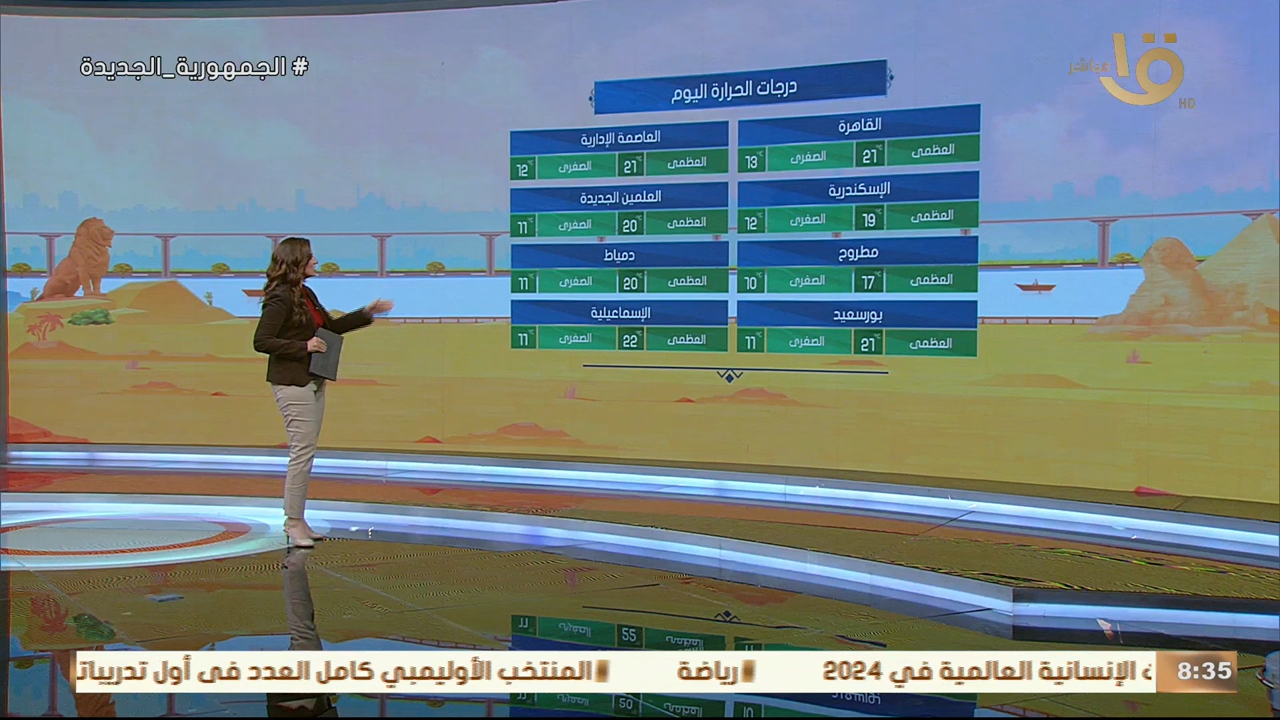 #الجمهورية_الجديدة
مباشر
HD
درجات الحرارة اليوم
القاهرة
العظمى 21°C الصغرى 13°C
العاصمة الإدارية
العظمى 21°C الصغرى 12°C
الإسكندرية
العظمى 19°C الصغرى 12°C
العلمين الجديدة
العظمى 20°C الصغرى 11°C
مطروح
العظمى 17°C الصغرى 10°C
دمياط
العظمى 20°C الصغرى 11°C
بورسعيد
العظمى 21°C الصغرى 11°C
الإسماعيلية
العظمى 22°C الصغرى 11°C
8:35 الإنسانية العالمية في 2024 رياضة المنتخب الأوليمبي كامل العدد فى أول تدريبات